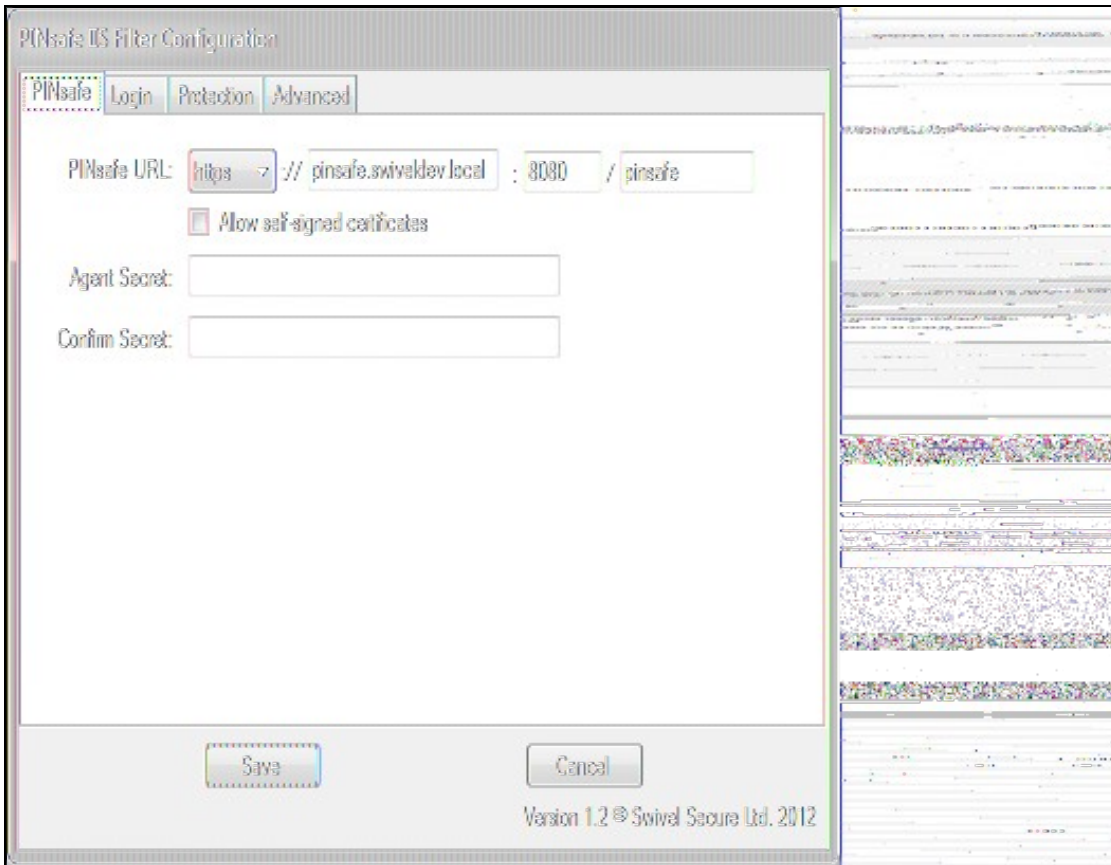 PINsafe IIS Filter Configuration
PINsafe Login Protection Advanced
PINsafe URL: https :// pinsafe.swiveldev.local : 8080 / pinsafe
Allow self-signed certificates
Agent Secret:
Confirm Secret:
Save Cancel
Version 1.2 © Swivel Secure Ltd. 2012